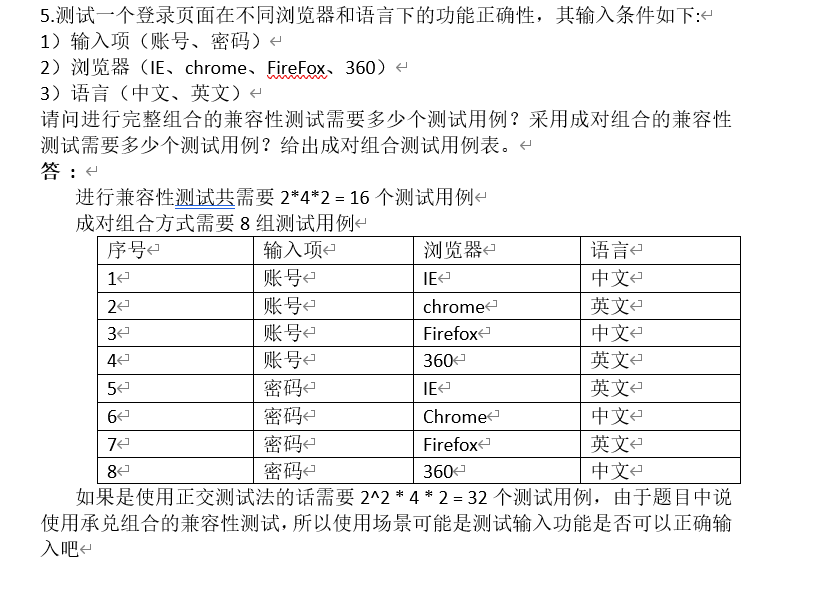 5.测试一个登录页面在不同浏览器和语言下的功能正确性，其输入条件如下:
1）输入项（账号、密码）
2）浏览器（IE、chrome、FireFox、360）
3）语言（中文、英文）
请问进行完整组合的兼容性测试需要多少个测试用例？采用成对组合的兼容性
测试需要多少个测试用例？给出成对组合测试用例表。
答：
进行兼容性测试共需要 2*4*2 = 16 个测试用例
成对组合方式需要 8 组测试用例
序号 输入项 浏览器 语言
1 账号 IE 中文
2 账号 chrome 英文
3 账号 Firefox 中文
4 账号 360 英文
5 密码 IE 英文
6 密码 Chrome 中文
7 密码 Firefox 英文
8 密码 360 中文
如果是使用正交测试法的话需要 2^2 * 4 * 2 = 32 个测试用例，由于题目中说
使用承兑组合的兼容性测试，所以使用场景可能是测试输入功能是否可以正确输
入吧